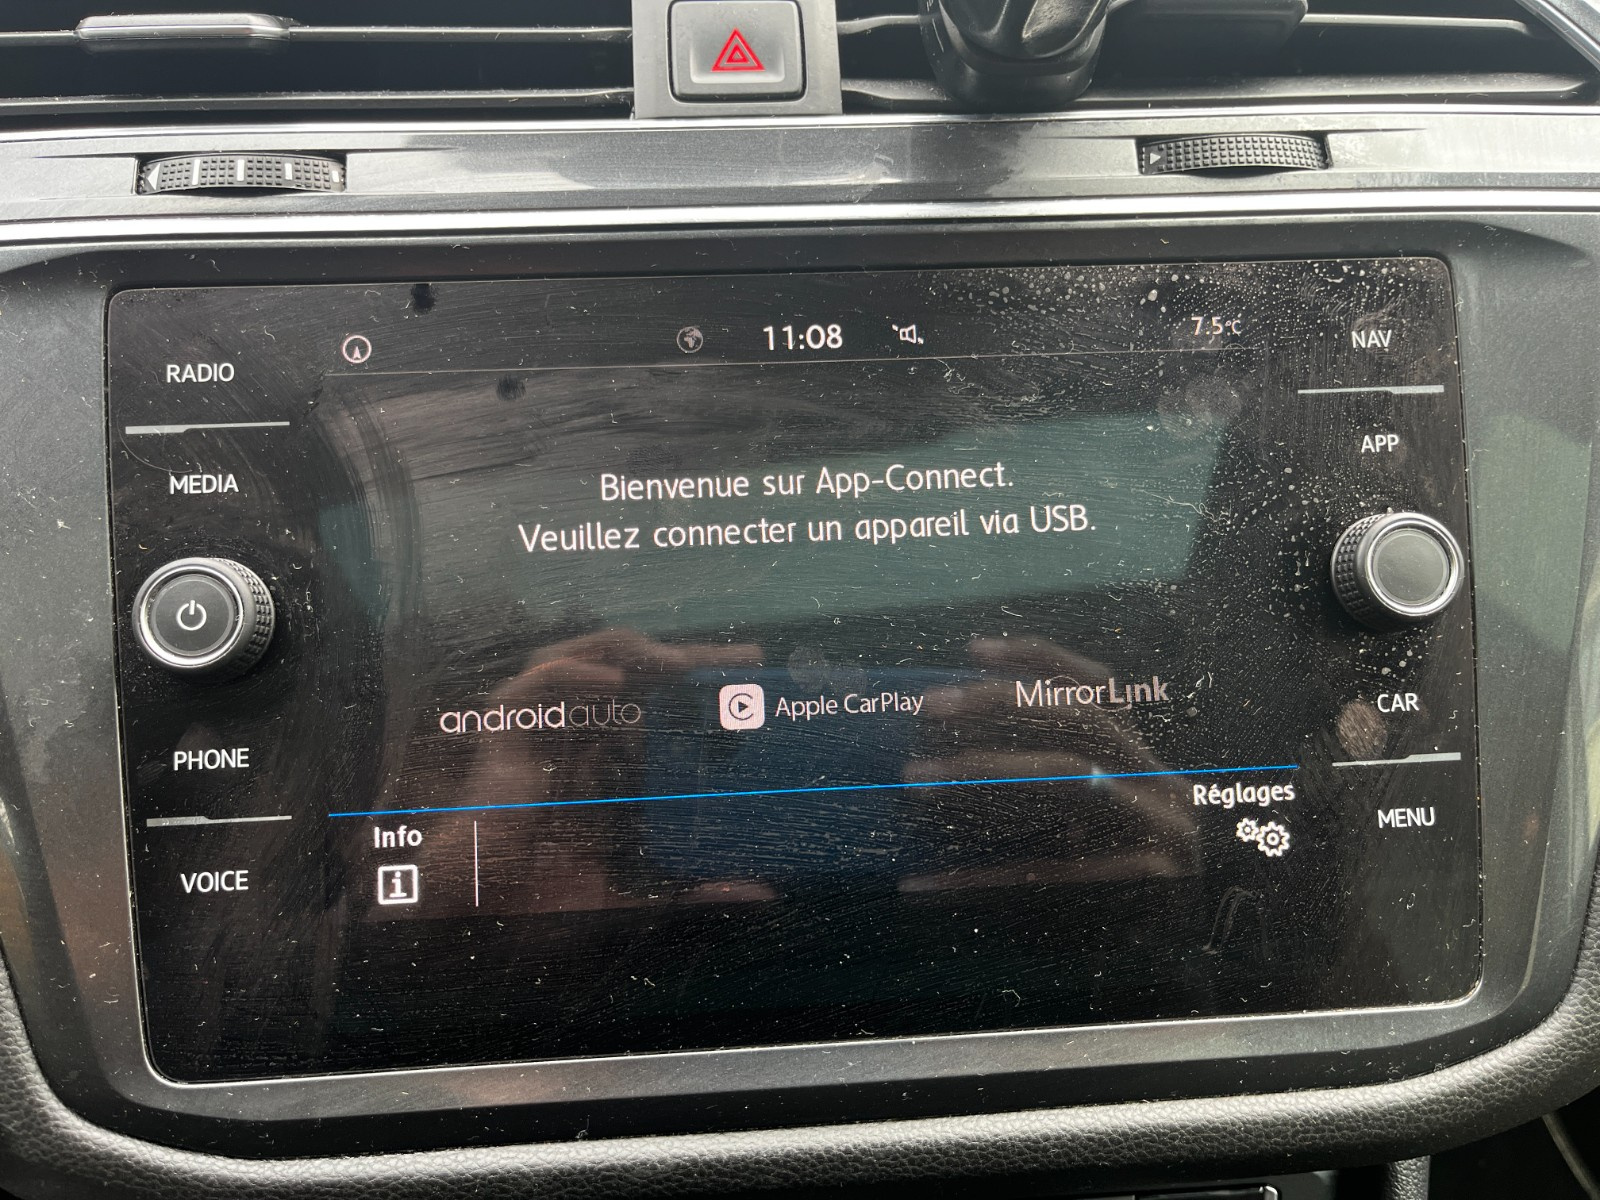 11:08
7.5°C
RADIO
MEDIA
PHONE
VOICE
Bienvenue sur App-Connect.
Veuillez connecter un appareil via USB.
androidauto
Apple CarPlay
MirrorLink
Info
Réglages
NAV
APP
CAR
MENU